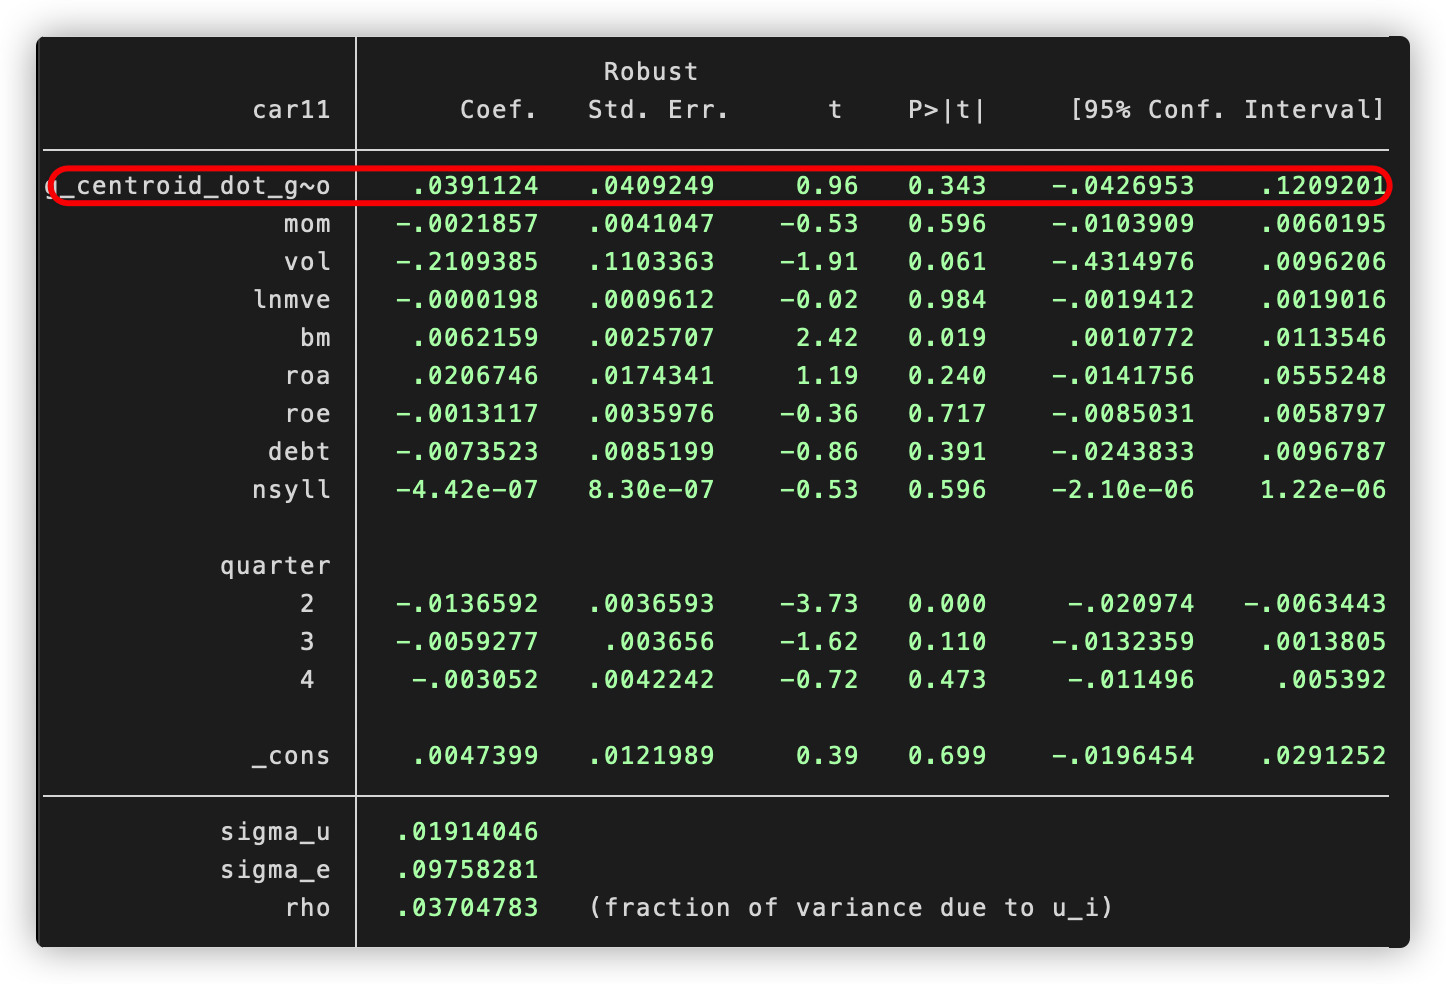 Robust
car11 Coef. Std. Err. t P>|t| [95% Conf. Interval]
g_centroid_dot_g~o .0391124 .0409249 0.96 0.343 -.0426953 .1209201
mom -.0021857 .0041047 -0.53 0.596 -.0103909 .0060195
vol -.2109385 .1103363 -1.91 0.061 -.4314976 .0096206
lnmve -.0000198 .0009612 -0.02 0.984 -.0019412 .0019016
bm .0062159 .0025707 2.42 0.019 .0010772 .0113546
roa .0206746 .0174341 1.19 0.240 -.0141756 .0555248
roe -.0013117 .0035976 -0.36 0.717 -.0085031 .0058797
debt -.0073523 .0085199 -0.86 0.391 -.0243833 .0096787
nsyll -4.42e-07 8.30e-07 -0.53 0.596 -2.10e-06 1.22e-06
quarter
2 -.0136592 .0036593 -3.73 0.000 -.020974 -.0063443
3 -.0059277 .003656 -1.62 0.110 -.0132359 .0013805
4 -.003052 .0042242 -0.72 0.473 -.011496 .005392
_cons .0047399 .0121989 0.39 0.699 -.0196454 .0291252
sigma_u .01914046
sigma_e .09758281
rho .03704783 (fraction of variance due to u_i)